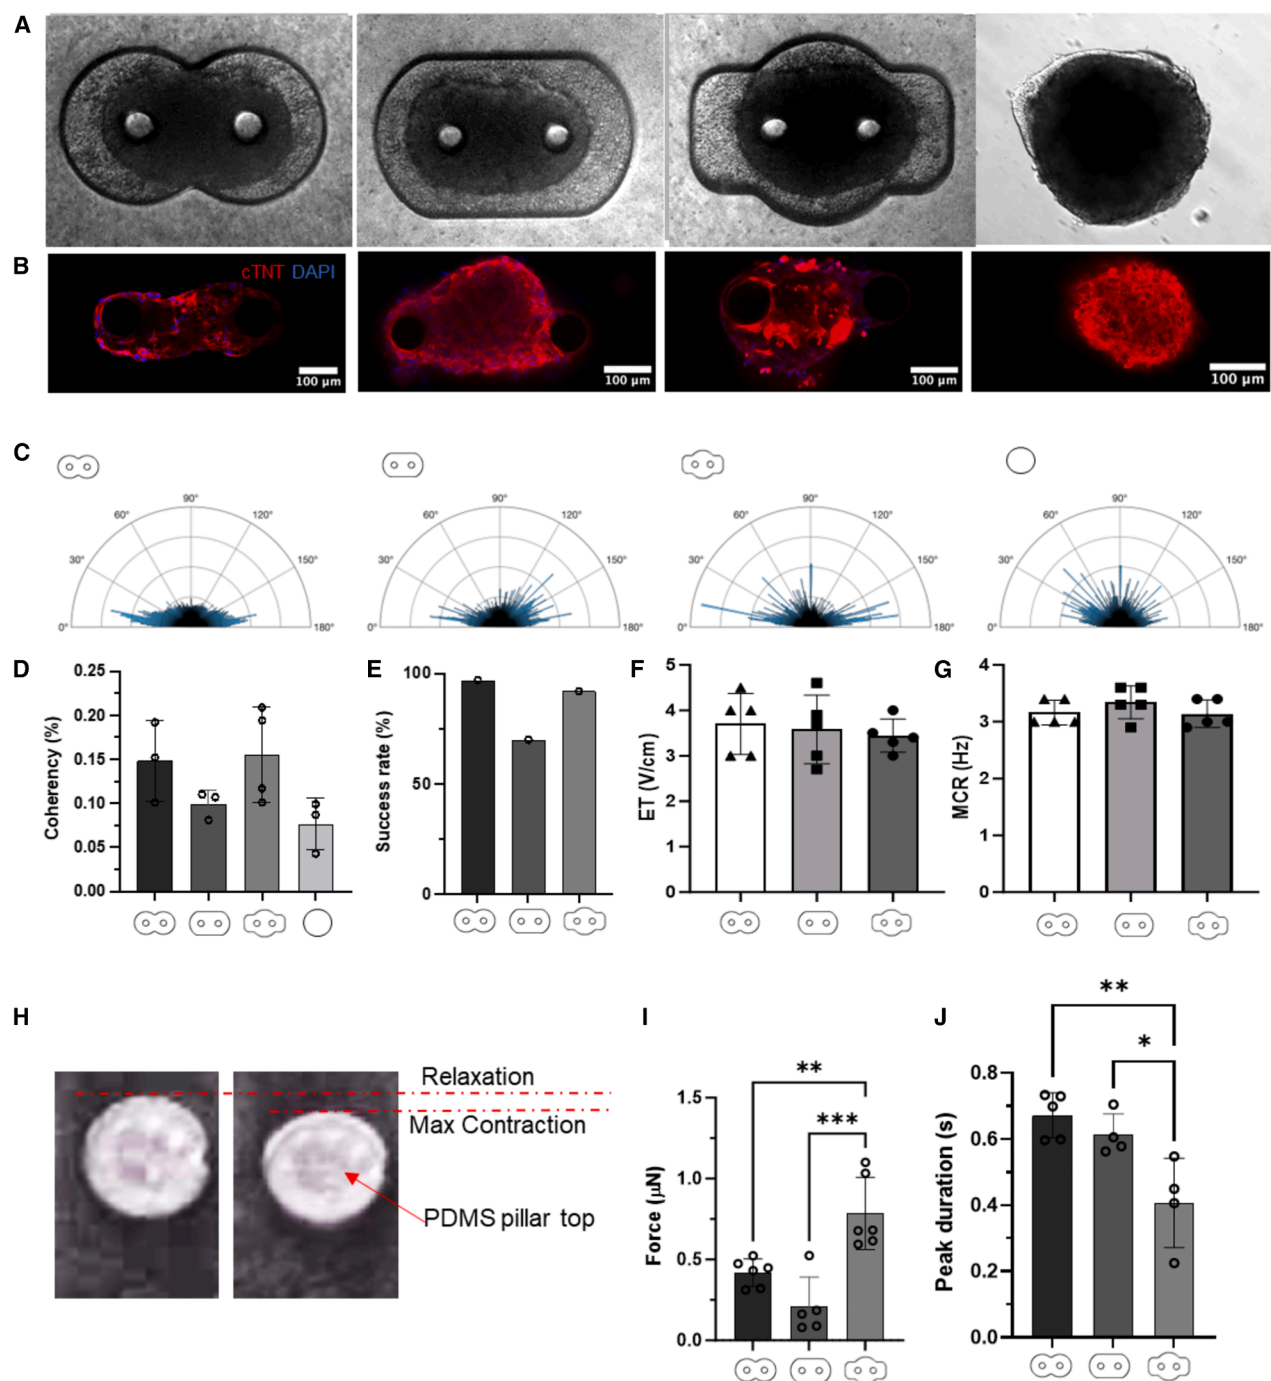 A
B
cTNT DAPI
100 µm
100 µm
100 µm
100 µm
C
0° 30° 60° 90° 120° 150° 180°
0° 30° 60° 90° 120° 150° 180°
0° 30° 60° 90° 120° 150° 180°
0° 30° 60° 90° 120° 150° 180°
D
Coherency (%)
0.25
0.20
0.15
0.10
0.05
0.00
E
Success rate (%)
100
50
0
F
ET (V/cm)
5
4
3
2
1
0
G
MCR (Hz)
4
3
2
1
0
H
Relaxation
Max Contraction
PDMS pillar top
I
**
***
Force (µN)
1.5
1.0
0.5
0.0
J
**
*
Peak duration (s)
0.8
0.6
0.4
0.2
0.0